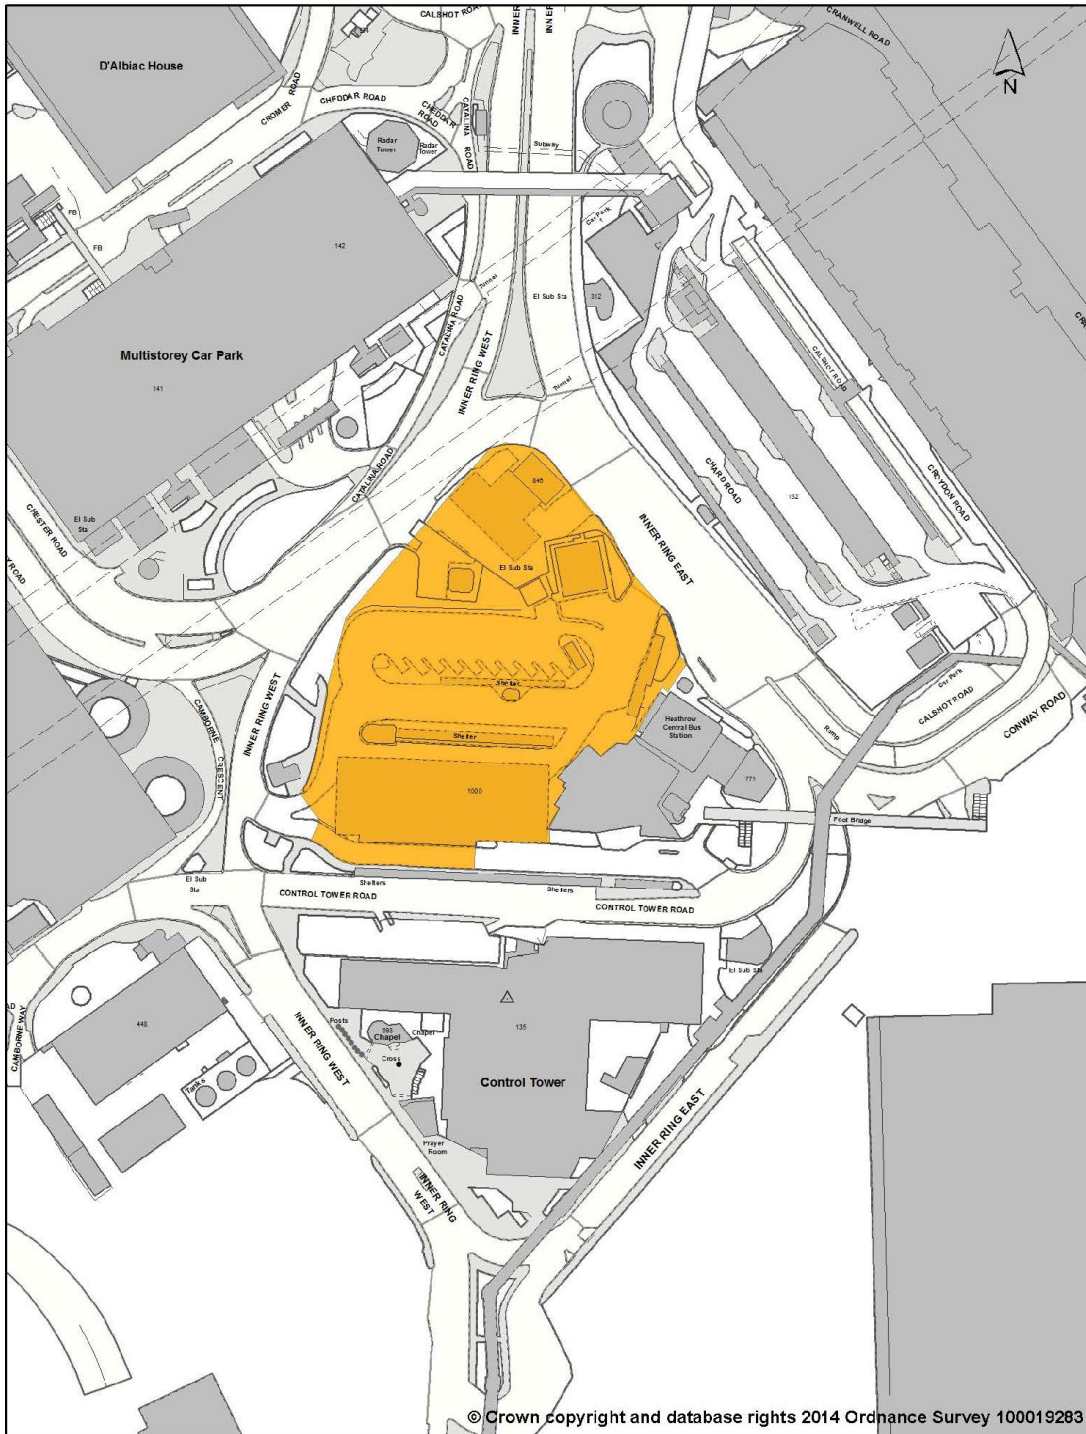 CALSHOT ROAD
INNER
INNER
CRANWELL ROAD
D'Albiac House
CROMER ROAD
CHEDDAR ROAD
CHEDDAR ROAD
CATALINA ROAD
N
Radar Tower
Radar Tower
Subway
FB
FB
142
Car Park 1
Tunnel
El Sub Sta
312
CATALINA ROAD
INNER RING WEST
Multistorey Car Park
141
Tunnel
CALSHOT ROAD
CROYDON ROAD
CHARD ROAD
132
CATALINA ROAD
CHESTER ROAD
El Sub Sta
846
INNER RING EAST
El Sub Sta
Shelter
Shelter
INNER RING WEST
CAMBORNE CRESCENT
Heathrow Central Bus Station
771
Ramp
Car Park
CALSHOT ROAD
CONWAY ROAD
1000
Foot Bridge
El Sub Sta
Shelters
Shelters
CONTROL TOWER ROAD
CONTROL TOWER ROAD
El Sub Sta
CAMBORNE WAY
448
Tanks
INNER RING WEST
Posts
593
Chapel
Chapel
Cross
135
Control Tower
Prayer Room
INNER RING WEST
INNER RING EAST
© Crown copyright and database rights 2014 Ordnance Survey 100019283